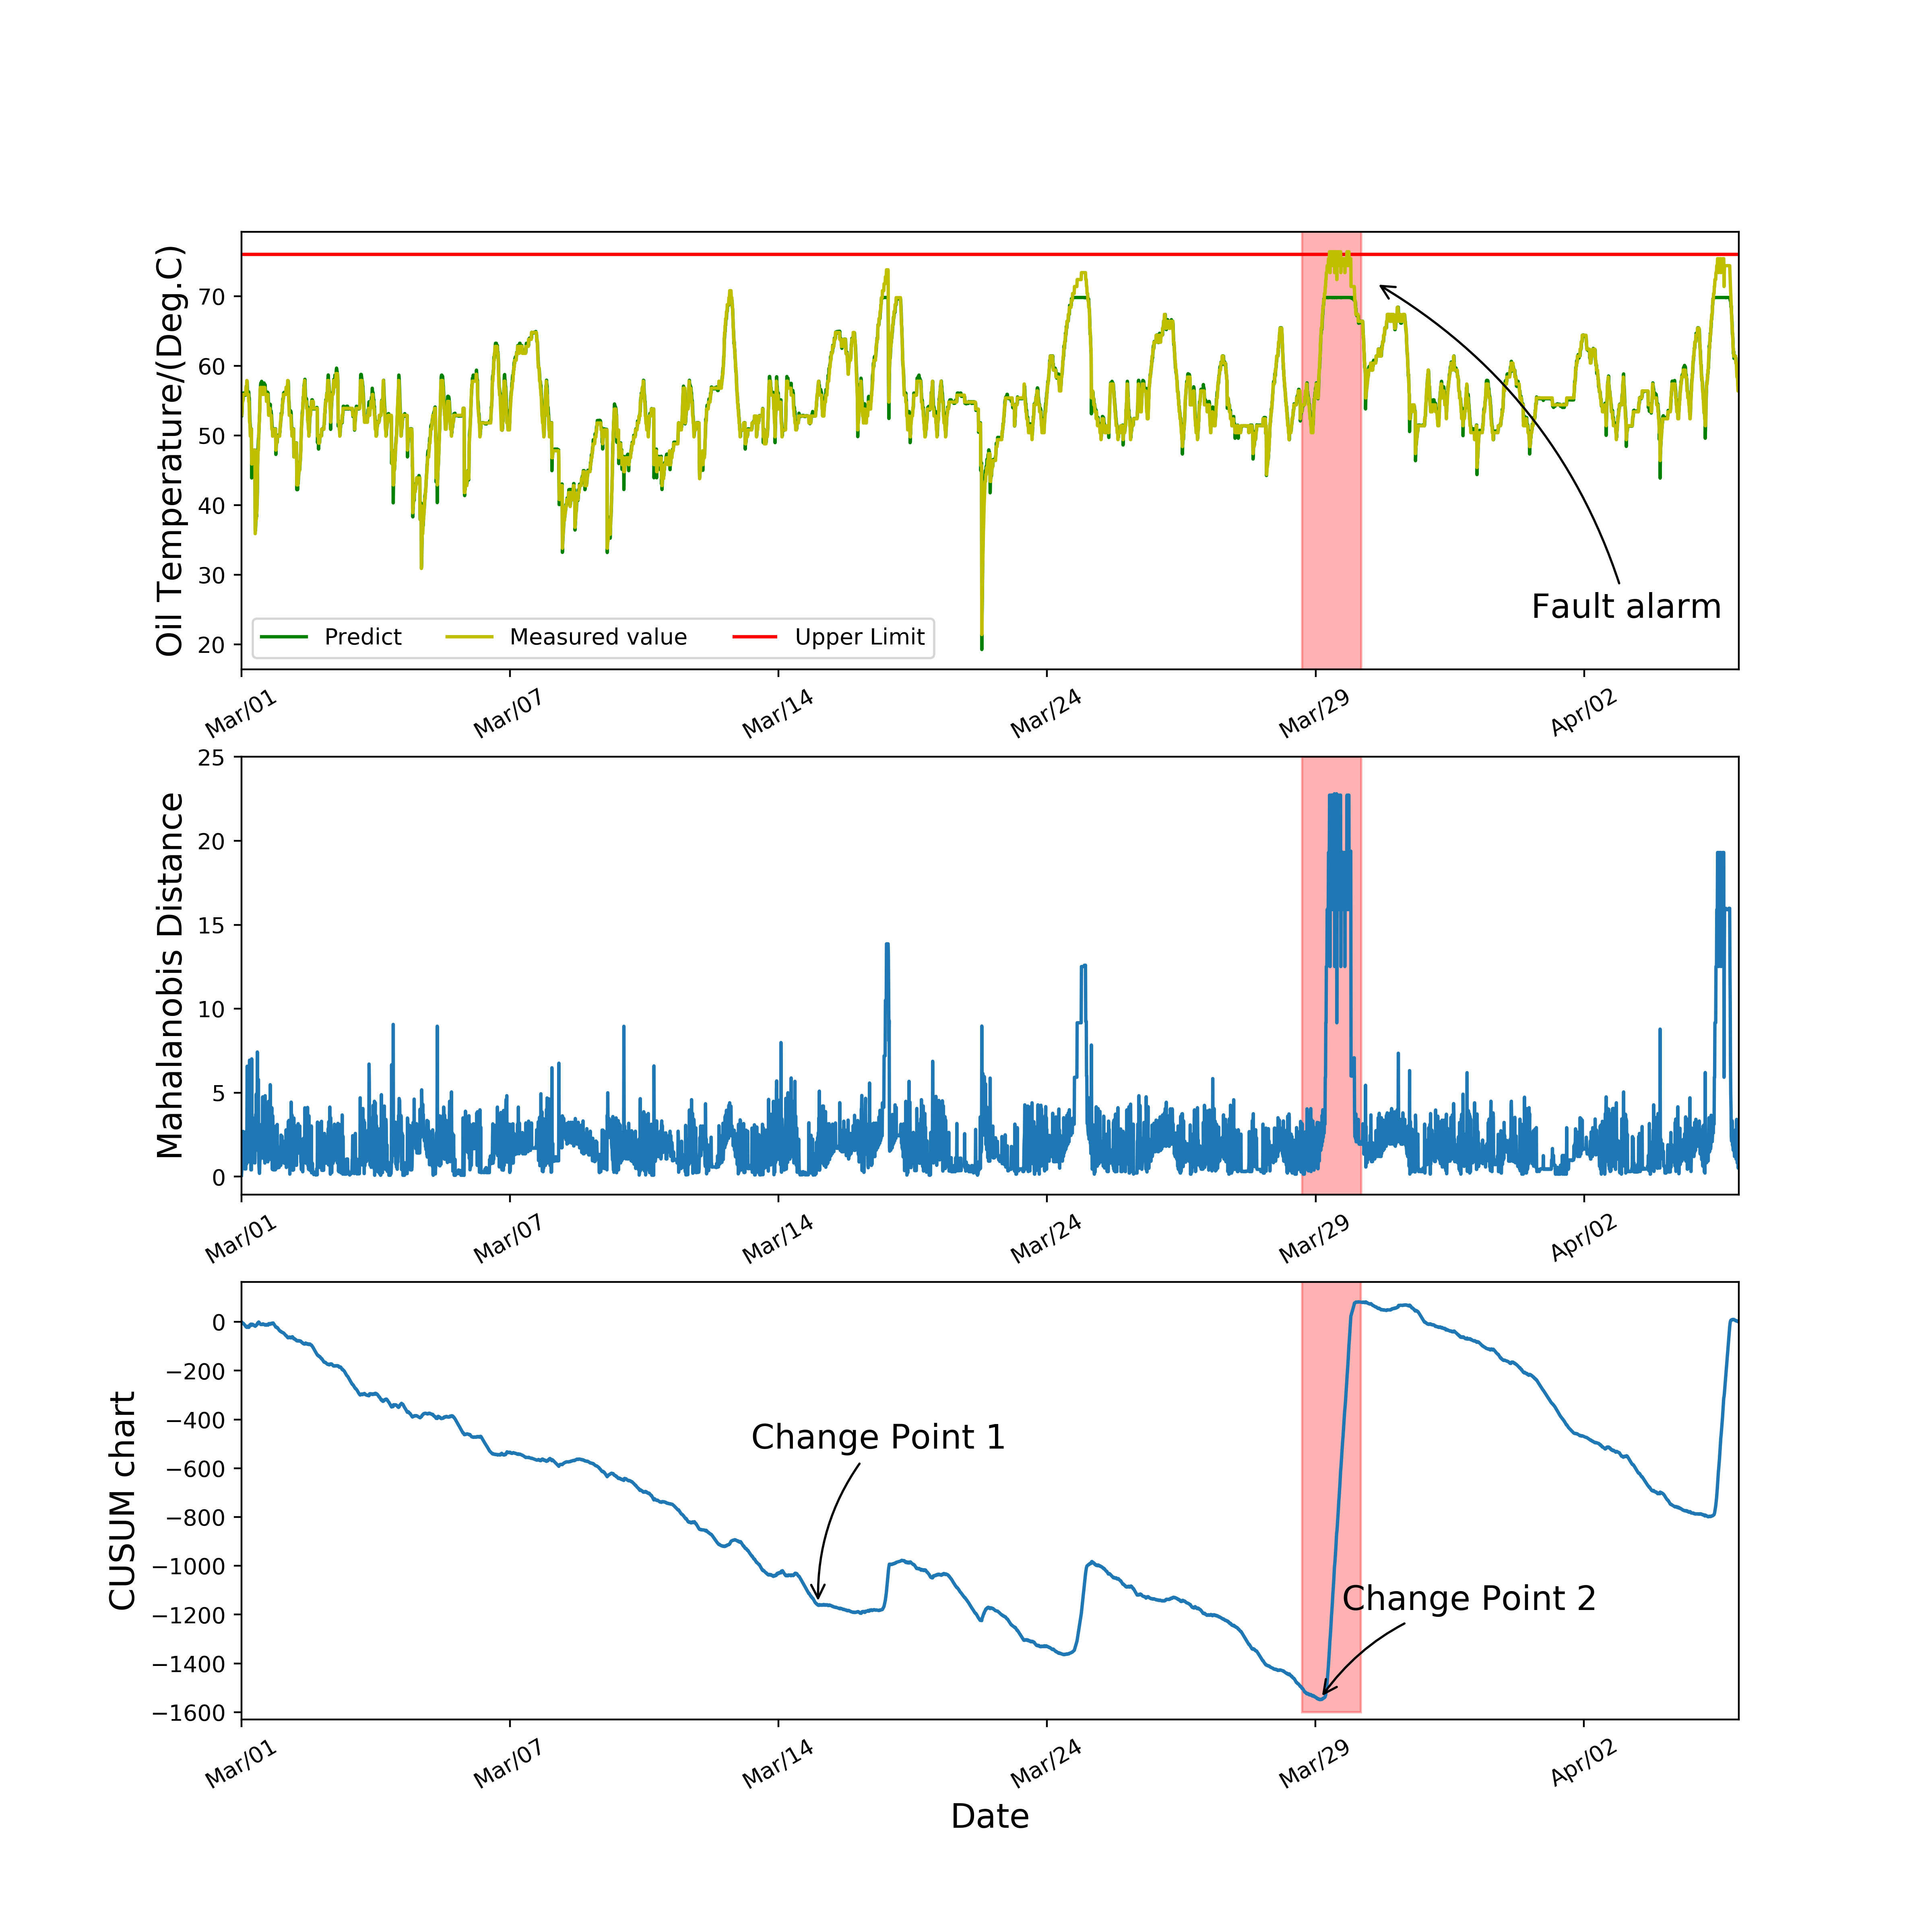 Oil Temperature/(Deg.C)
70
60
50
40
30
20
Fault alarm
Predict Measured value Upper Limit
Mar/01 Mar/07 Mar/14 Mar/24 Mar/29 Apr/02
Mahalanobis Distance
25
20
15
10
5
0
Mar/01 Mar/07 Mar/14 Mar/24 Mar/29 Apr/02
CUSUM chart
0
−200
−400
−600
−800
−1000
−1200
−1400
−1600
Change Point 1
Change Point 2
Mar/01 Mar/07 Mar/14 Mar/24 Mar/29 Apr/02
Date